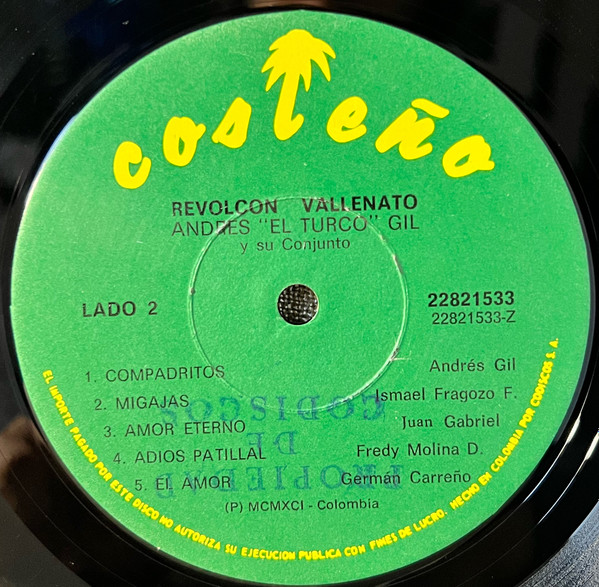 costeño
REVOLCON VALLENATO
ANDRES "EL TURCO" GIL
y su Conjunto
LADO 2
22821533
22821533-Z
1. COMPADRITOS Andrés Gil
2. MIGAJAS Ismael Fragozo F.
3. AMOR ETERNO Juan Gabriel
4. ADIOS PATILLAL Fredy Molina D.
5. EL AMOR Germán Carreño
(P) MCMXCI - Colombia
EL IMPORTE PAGADO POR ESTE DISCO NO AUTORIZA SU EJECUCION PUBLICA CON FINES DE LUCRO. HECHO EN COLOMBIA POR CODISCOS S. A.
PROPIEDAD
DE
CODISCOS